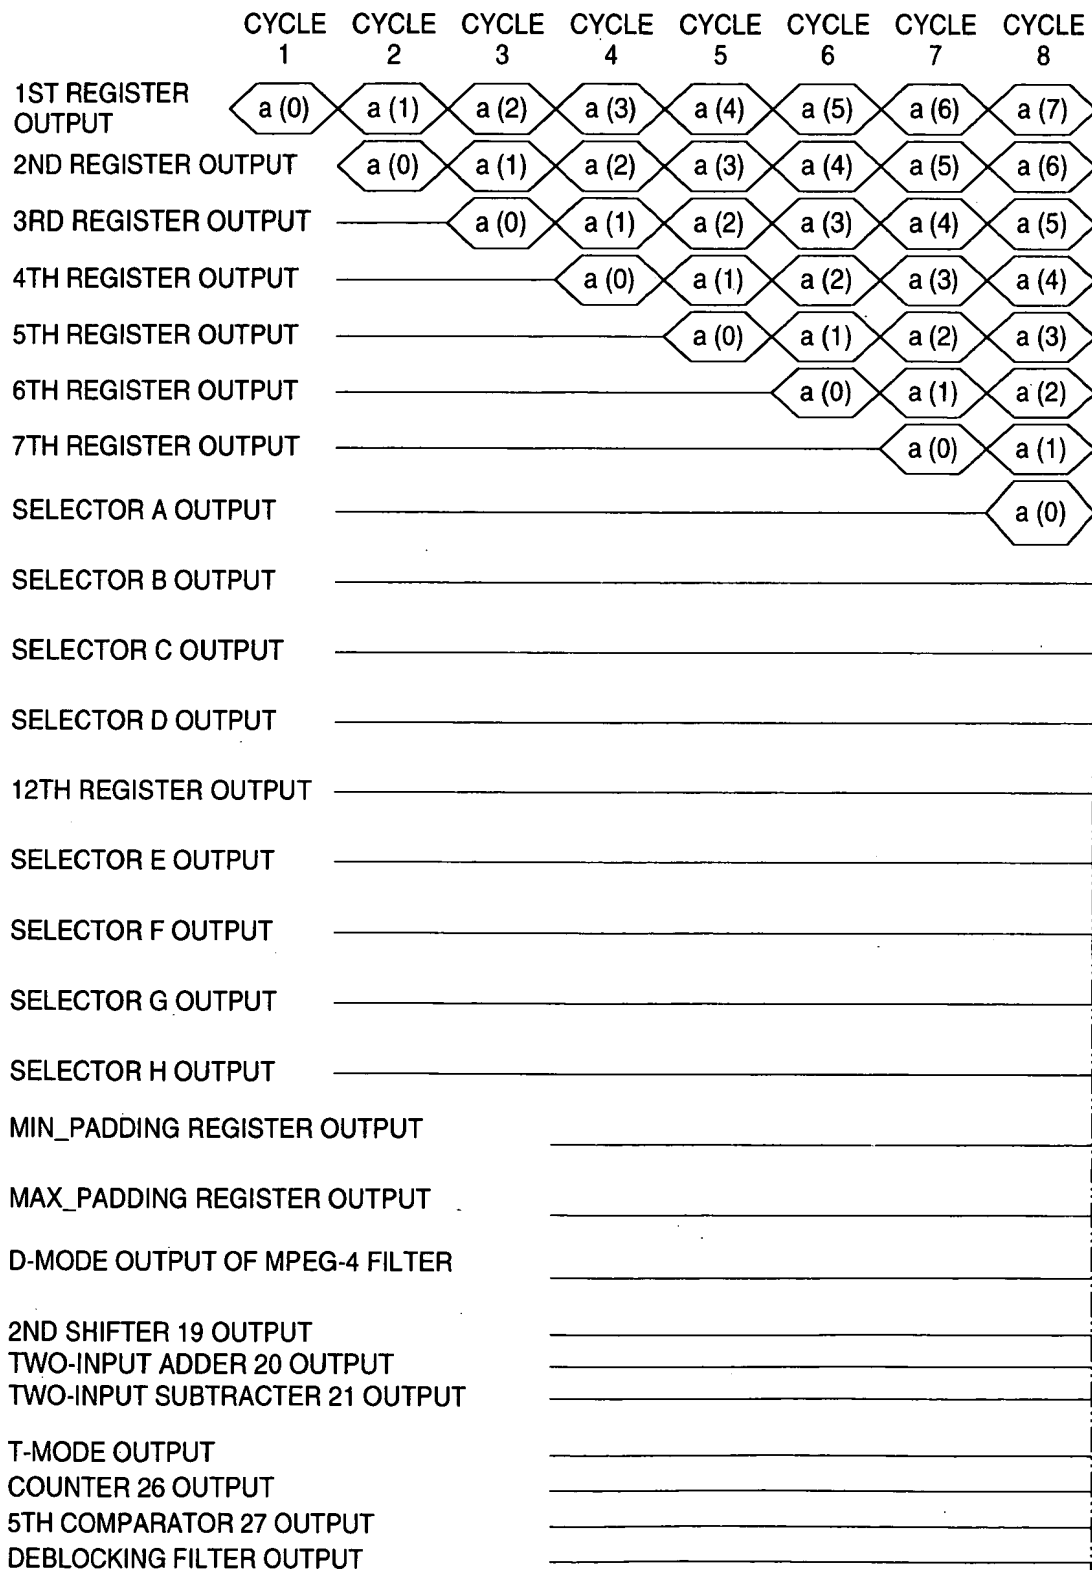 CYCLE CYCLE CYCLE CYCLE CYCLE CYCLE CYCLE CYCLE
1 2 3 4 5 6 7 8
1ST REGISTER
OUTPUT a (0) a (1) a (2) a (3) a (4) a (5) a (6) a (7)
2ND REGISTER OUTPUT a (0) a (1) a (2) a (3) a (4) a (5) a (6)
3RD REGISTER OUTPUT a (0) a (1) a (2) a (3) a (4) a (5)
4TH REGISTER OUTPUT a (0) a (1) a (2) a (3) a (4)
5TH REGISTER OUTPUT a (0) a (1) a (2) a (3)
6TH REGISTER OUTPUT a (0) a (1) a (2)
7TH REGISTER OUTPUT a (0) a (1)
SELECTOR A OUTPUT a (0)
SELECTOR B OUTPUT
SELECTOR C OUTPUT
SELECTOR D OUTPUT
12TH REGISTER OUTPUT
SELECTOR E OUTPUT
SELECTOR F OUTPUT
SELECTOR G OUTPUT
SELECTOR H OUTPUT
MIN_PADDING REGISTER OUTPUT
MAX_PADDING REGISTER OUTPUT
D-MODE OUTPUT OF MPEG-4 FILTER
2ND SHIFTER 19 OUTPUT
TWO-INPUT ADDER 20 OUTPUT
TWO-INPUT SUBTRACTER 21 OUTPUT
T-MODE OUTPUT
COUNTER 26 OUTPUT
5TH COMPARATOR 27 OUTPUT
DEBLOCKING FILTER OUTPUT